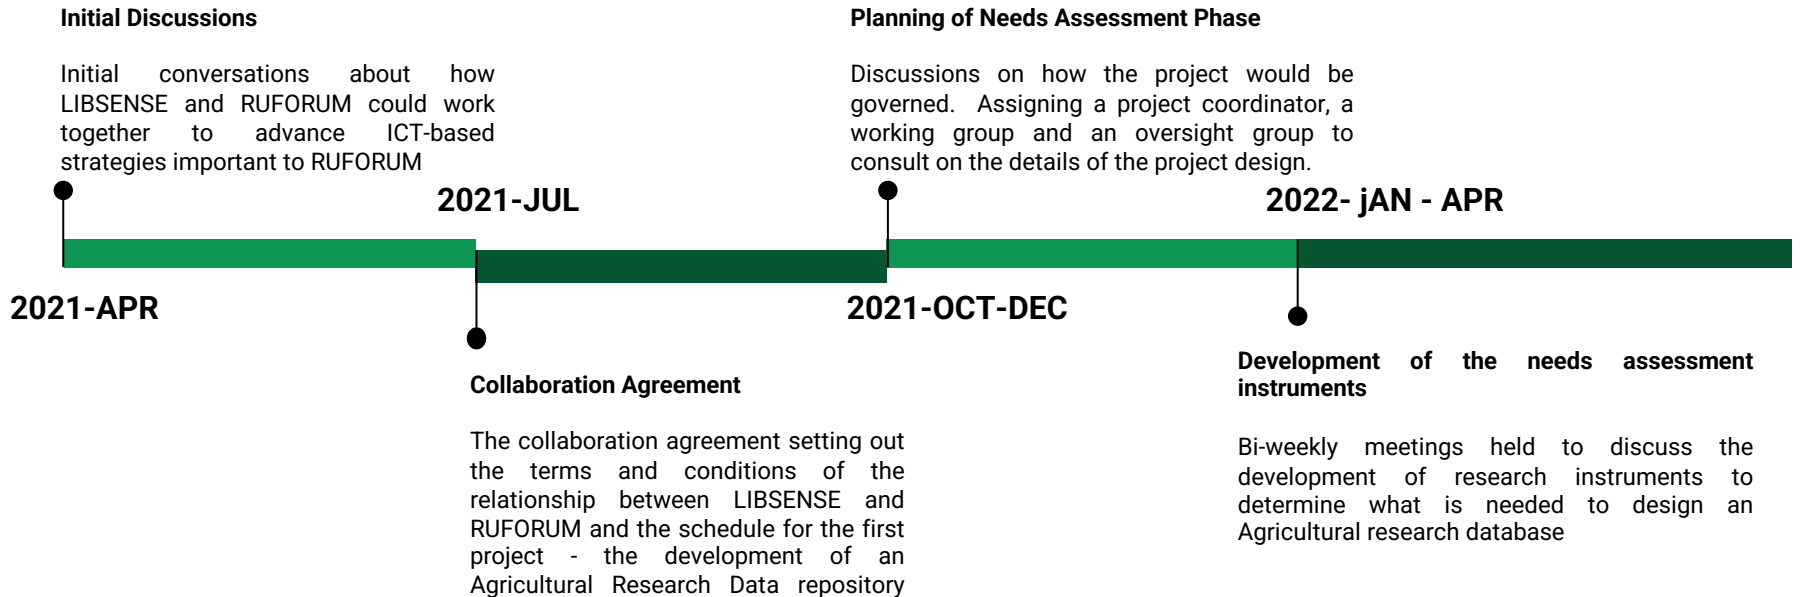 Initial Discussions
Initial conversations about how
LIBSENSE and RUFORUM could work
together to advance ICT-based
strategies important to RUFORUM
2021-APR
2021-JUL
Collaboration Agreement
The collaboration agreement setting out
the terms and conditions of the
relationship between LIBSENSE and
RUFORUM and the schedule for the first
project - the development of an
Agricultural Research Data repository
Planning of Needs Assessment Phase
Discussions on how the project would be
governed. Assigning a project coordinator, a
working group and an oversight group to
consult on the details of the project design.
2021-OCT-DEC
2022- jAN - APR
Development of the needs assessment
instruments
Bi-weekly meetings held to discuss the
development of research instruments to
determine what is needed to design an
Agricultural research database